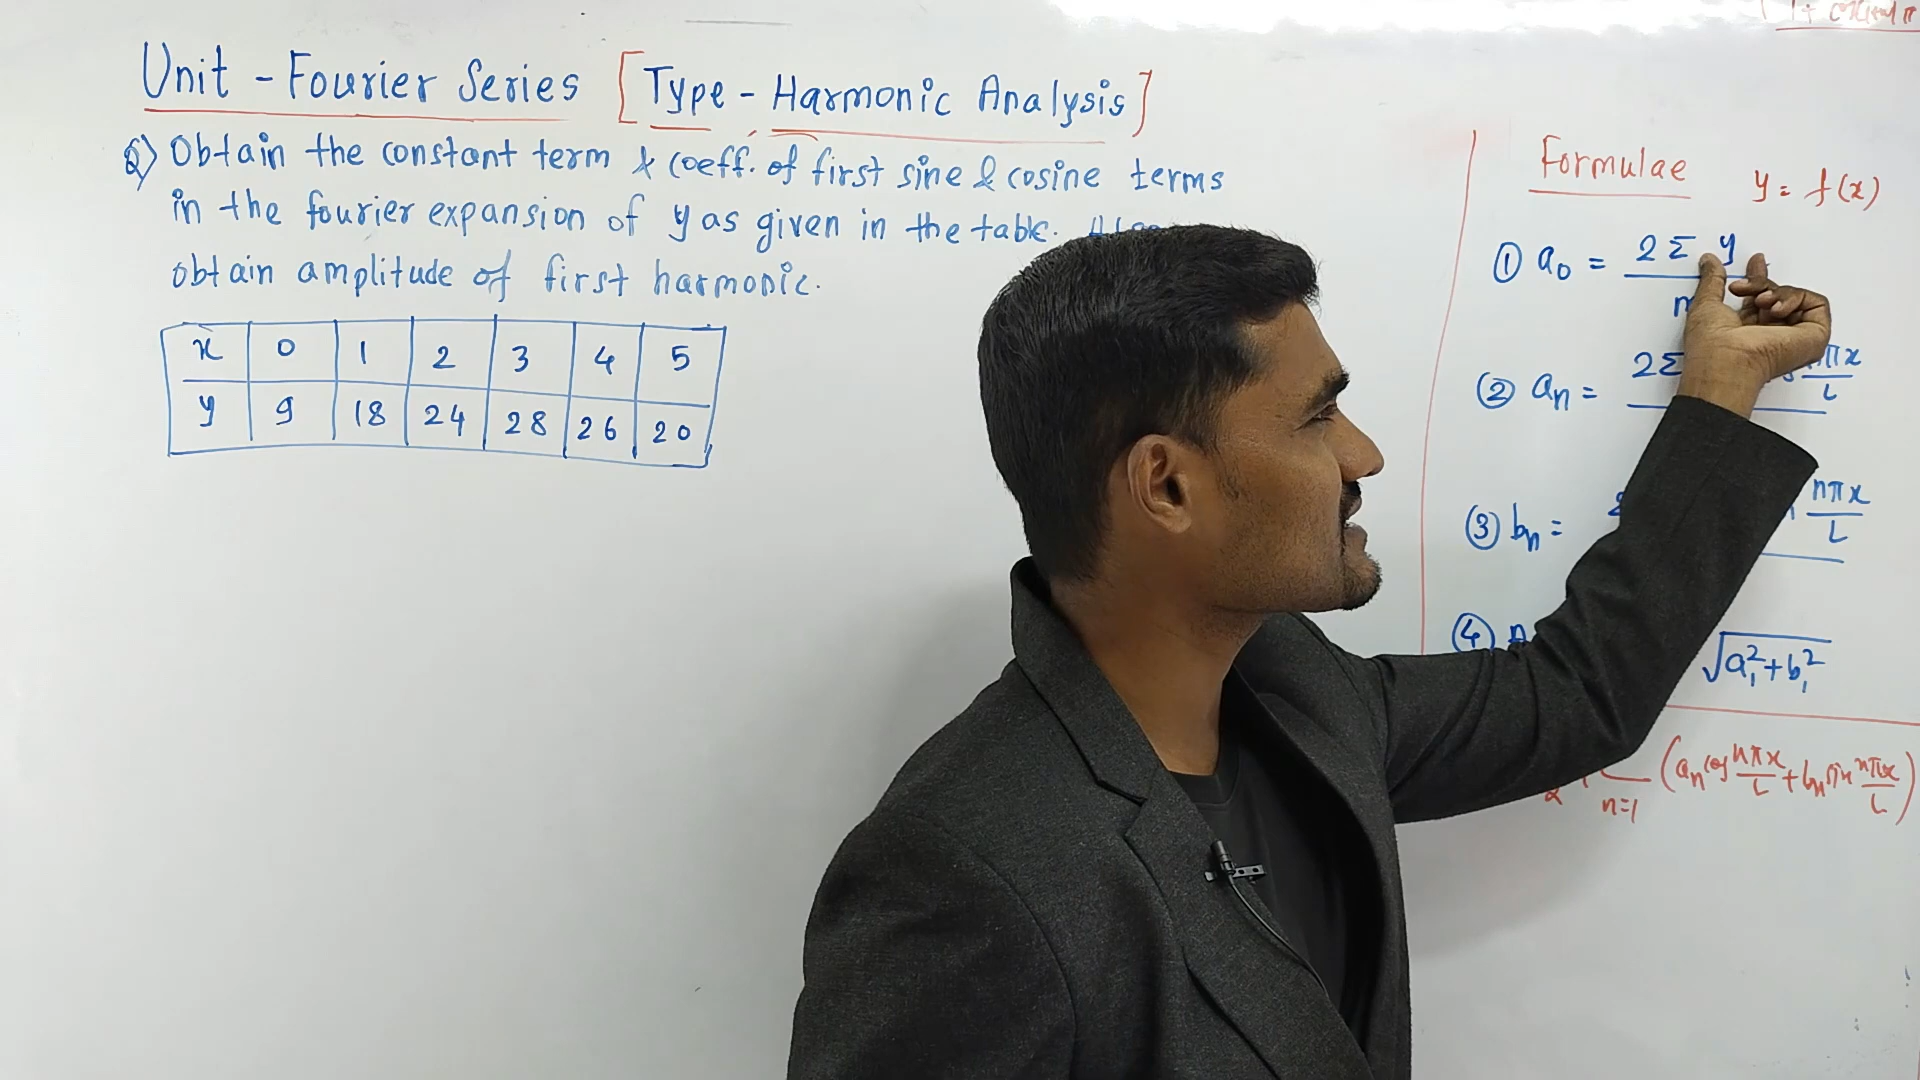 Unit - Fourier Series [Type - Harmonic Analysis]
Q) Obtain the constant term & coeff. of first sine & cosine terms
in the fourier expansion of y as given in the table. Also
obtain amplitude of first harmonic.
x 0 1 2 3 4 5
y 9 18 24 28 26 20
Formulae y = f(x)
① a₀ = 2Σy / m
② aₙ = 2Σ nπx/L
③ bₙ = nπx/L
④ √a₁²+b₁²
n=1 (aₙ cos nπx/L + bₙ sin nπx/L)